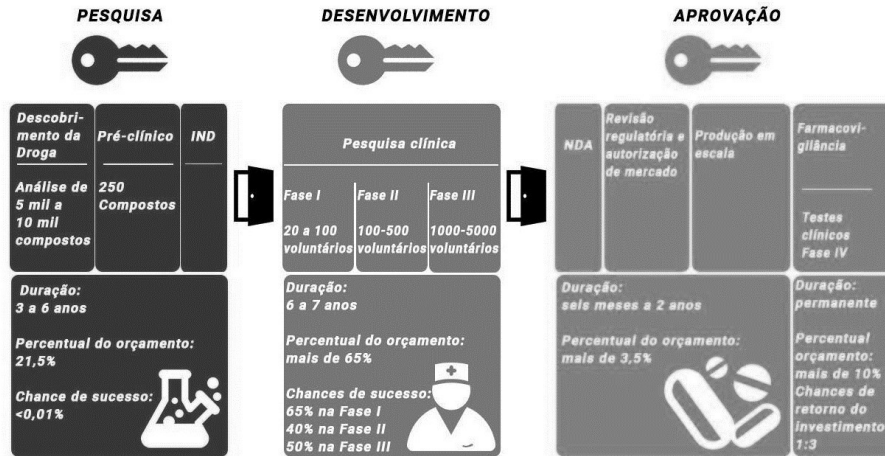 PESQUISA
DESENVOLVIMENTO
APROVAÇÃO
Descobri-
mento da
Droga
Análise de
5 mil a
10 mil
compostos
Pré-clínico
250
Compostos
IND
Duração:
3 a 6 anos
Percentual do orçamento:
21,5%
Chance de sucesso:
<0,01%
Pesquisa clínica
Fase I
20 a 100
voluntários
Fase II
100-500
voluntários
Fase III
1000-5000
voluntários
Duração:
6 a 7 anos
Percentual do orçamento:
mais de 65%
Chances de sucesso:
65% na Fase I
40% na Fase II
50% na Fase III
NDA
Revisão
regulatória e
autorização
de mercado
Produção em
escala
Farmacovi-
gilância
Testes
clínicos
Fase IV
Duração:
seis meses a 2 anos
Percentual do orçamento:
mais de 3,5%
Duração:
permanente
Percentual
orçamento:
mais de 10%
Chances de
retorno do
investimento
1:3